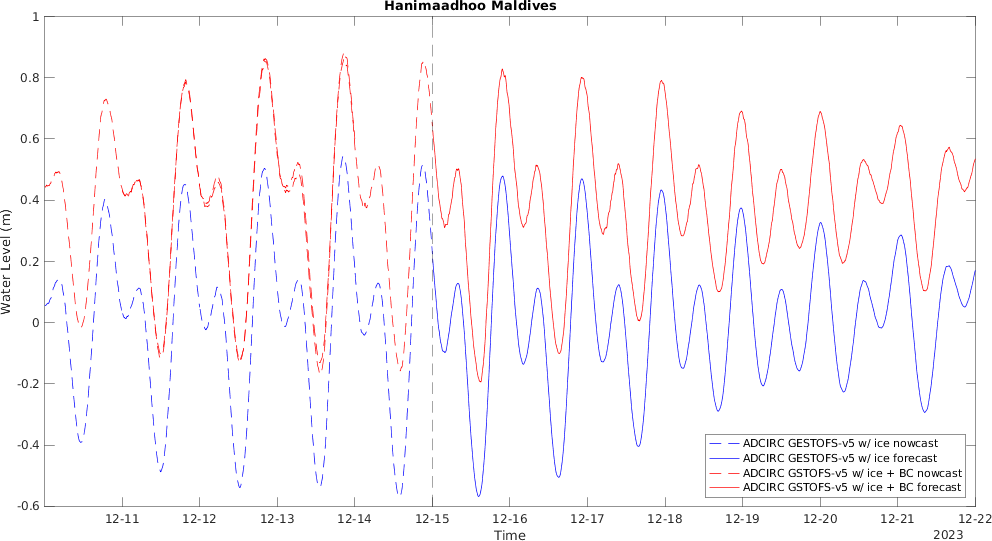 Hanimaadhoo Maldives
1
0.8
0.6
0.4
0.2
0
-0.2
-0.4
-0.6
Water Level (m)
ADCIRC GESTOFS-v5 w/ ice nowcast
ADCIRC GESTOFS-v5 w/ ice forecast
ADCIRC GSTOFS-v5 w/ ice + BC nowcast
ADCIRC GSTOFS-v5 w/ ice + BC forecast
12-11 12-12 12-13 12-14 12-15 12-16 12-17 12-18 12-19 12-20 12-21 12-22
Time
2023